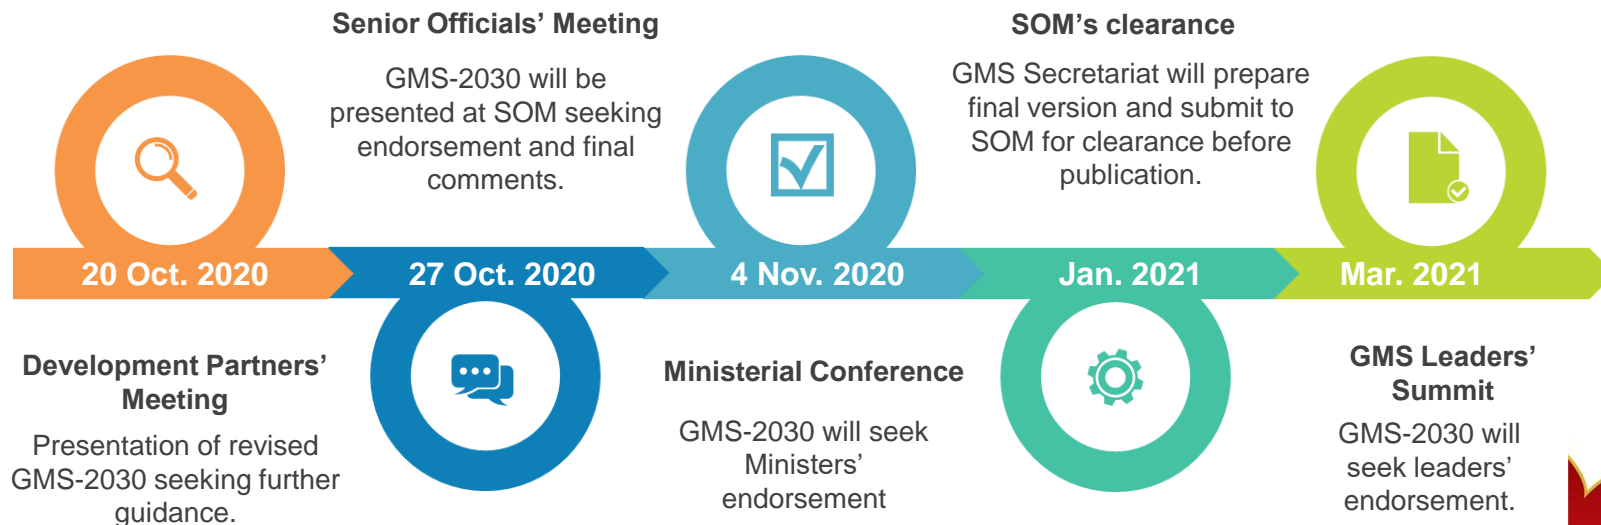 Senior Officials' Meeting
GMS-2030 will be
presented at SOM seeking
endorsement and final
comments.
SOM's clearance
GMS Secretariat will prepare
final version and submit to
SOM for clearance before
publication.
20 Oct. 2020
27 Oct. 2020
4 Nov. 2020
Jan. 2021
Mar. 2021
Development Partners'
Meeting
Presentation of revised
GMS-2030 seeking further
guidance.
Ministerial Conference
GMS-2030 will seek
Ministers'
endorsement
GMS Leaders'
Summit
GMS-2030 will
seek leaders'
endorsement.